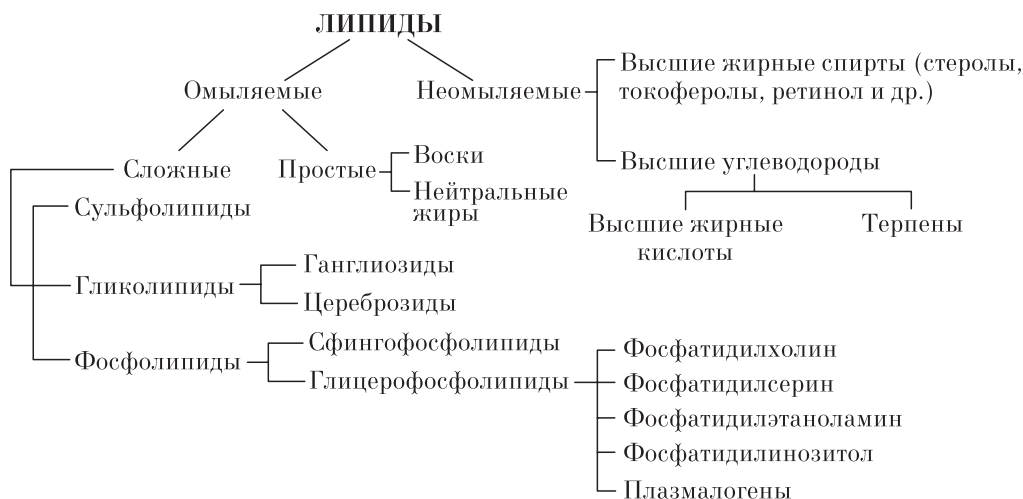 ЛИПИДЫ
Омыляемые
Неомыляемые
Высшие жирные спирты (стеролы,
токоферолы, ретинол и др.)
Сложные
Простые
Воски
Нейтральные
жиры
Высшие углеводороды
Высшие жирные
кислоты
Терпены
Сульфолипиды
Гликолипиды
Ганглиозиды
Цереброзиды
Фосфолипиды
Сфингофосфолипиды
Глицерофосфолипиды
Фосфатидилхолин
Фосфатидилсерин
Фосфатидилэтаноламин
Фосфатидилинозитол
Плазмалогены